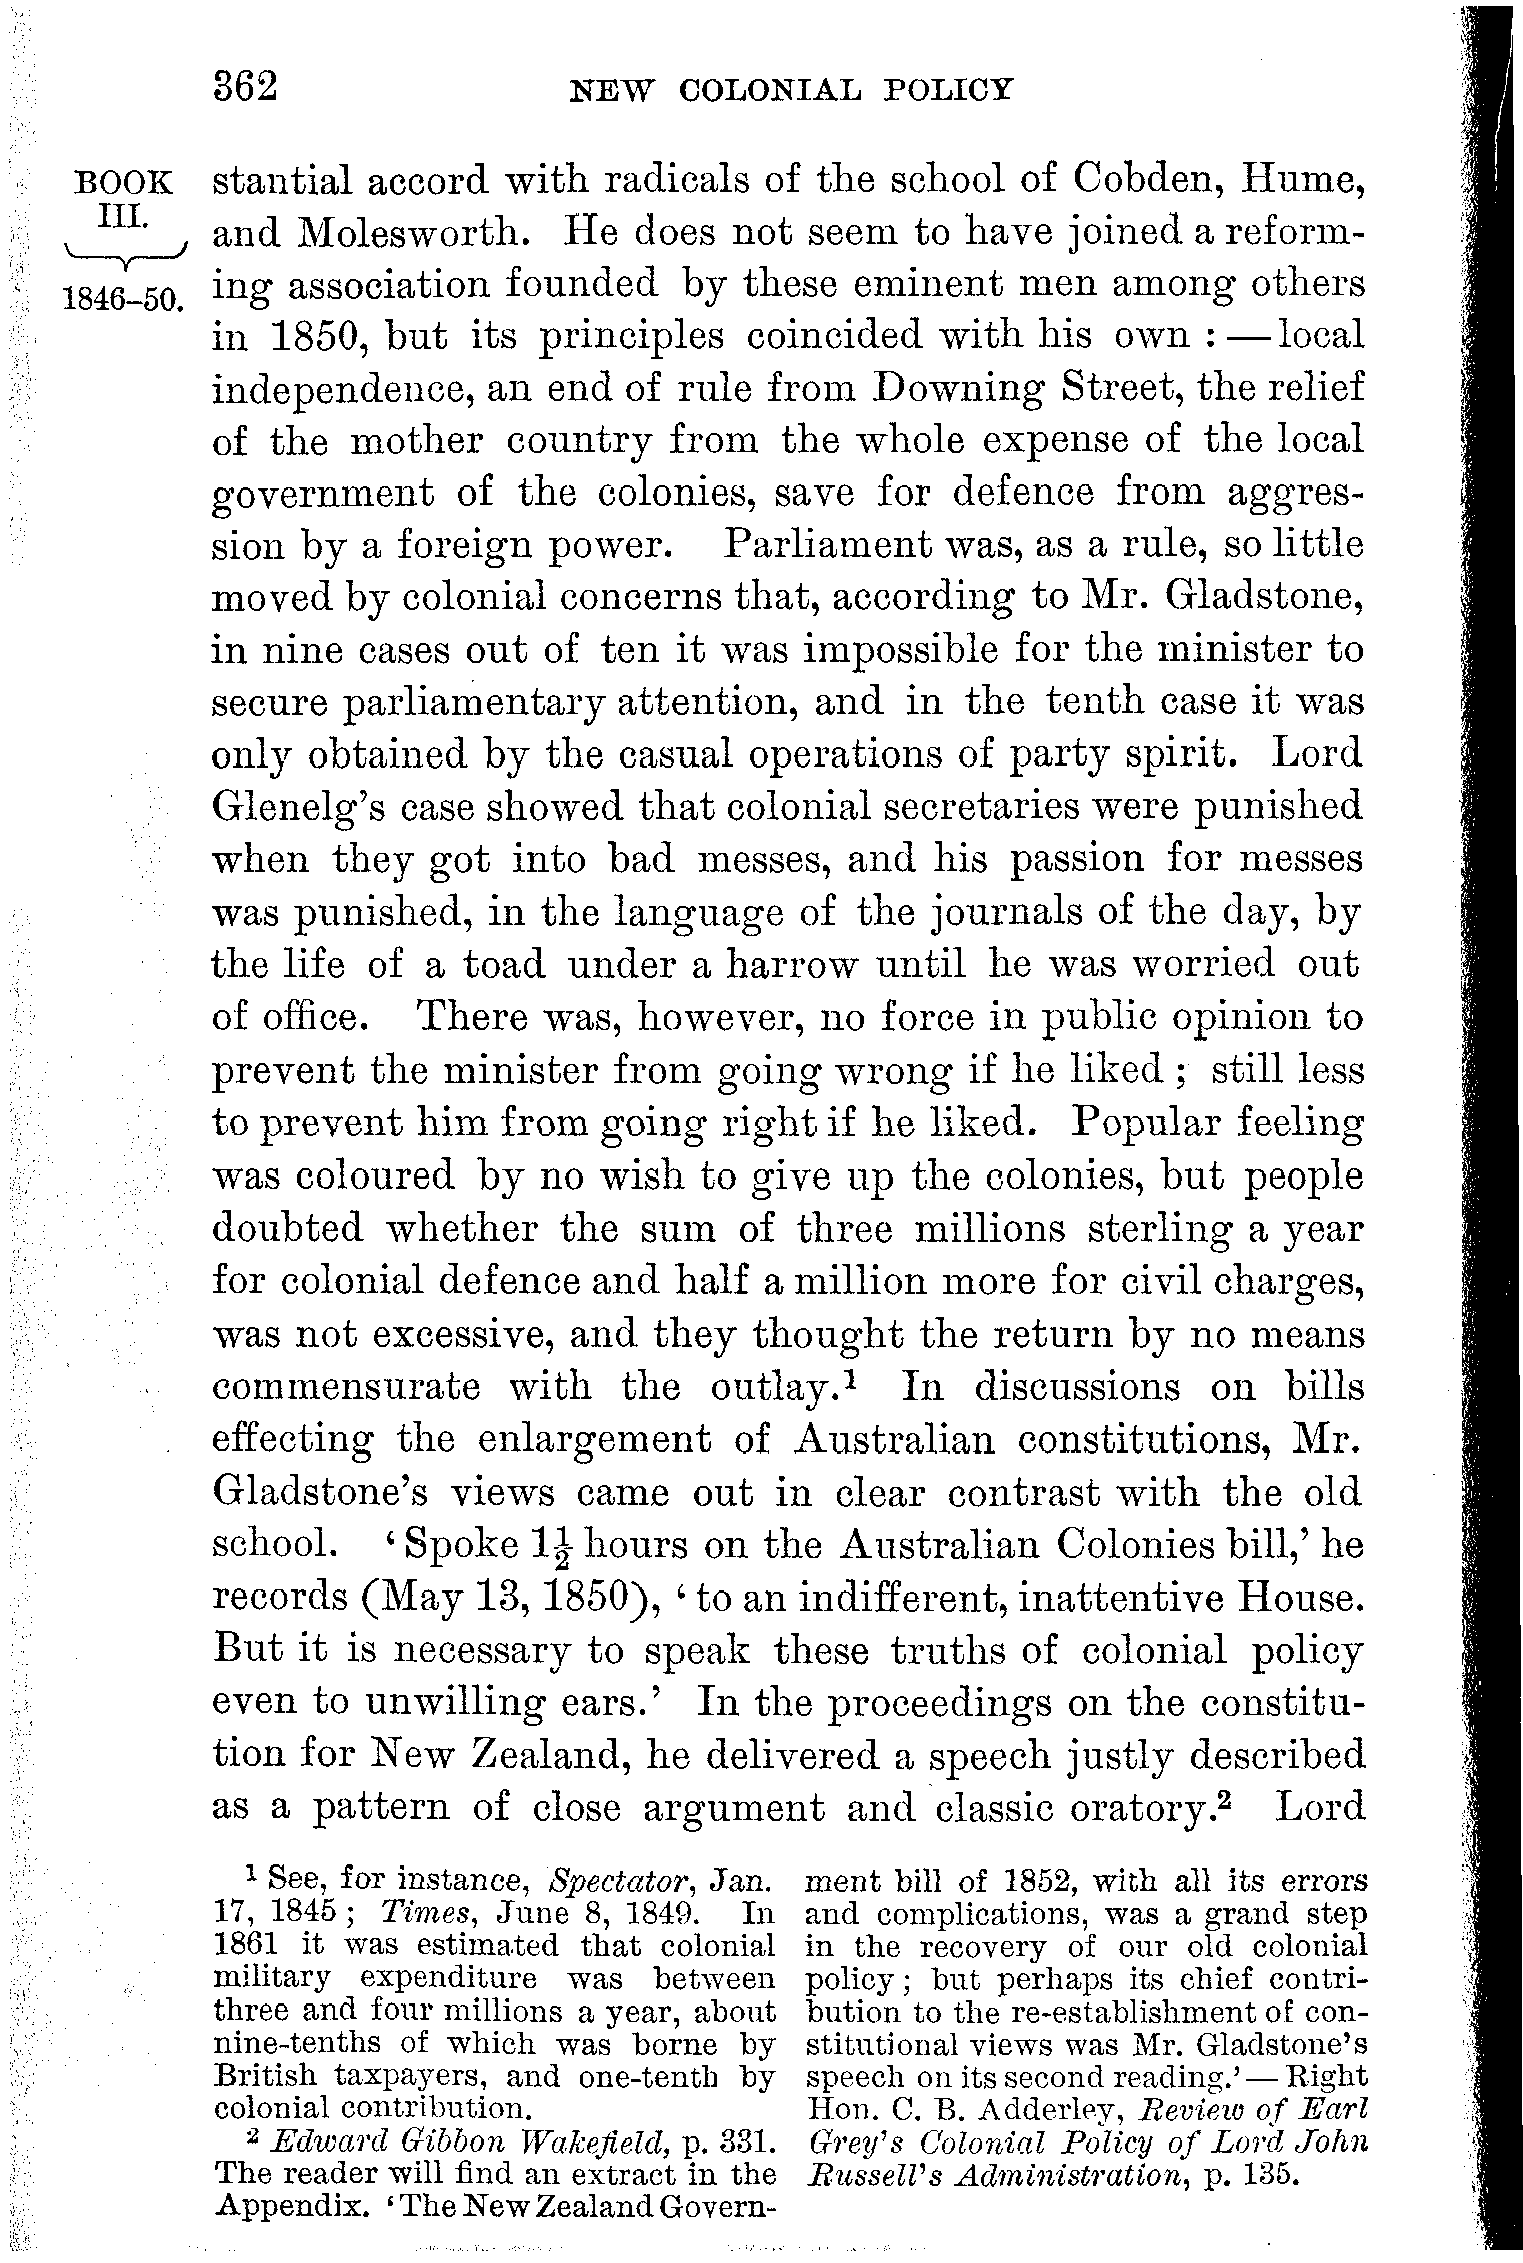 362 NEW COLONIAL POLICY
BOOK
III.
1846–50.
stantial accord with radicals of the school of Cobden, Hume,
and Molesworth. He does not seem to have joined a reform-
ing association founded by these eminent men among others
in 1850, but its principles coincided with his own : — local
independence, an end of rule from Downing Street, the relief
of the mother country from the whole expense of the local
government of the colonies, save for defence from aggres-
sion by a foreign power. Parliament was, as a rule, so little
moved by colonial concerns that, according to Mr. Gladstone,
in nine cases out of ten it was impossible for the minister to
secure parliamentary attention, and in the tenth case it was
only obtained by the casual operations of party spirit. Lord
Glenelg’s case showed that colonial secretaries were punished
when they got into bad messes, and his passion for messes
was punished, in the language of the journals of the day, by
the life of a toad under a harrow until he was worried out
of office. There was, however, no force in public opinion to
prevent the minister from going wrong if he liked ; still less
to prevent him from going right if he liked. Popular feeling
was coloured by no wish to give up the colonies, but people
doubted whether the sum of three millions sterling a year
for colonial defence and half a million more for civil charges,
was not excessive, and they thought the return by no means
commensurate with the outlay.¹ In discussions on bills
effecting the enlargement of Australian constitutions, Mr.
Gladstone’s views came out in clear contrast with the old
school. ‘ Spoke 1½ hours on the Australian Colonies bill,’ he
records (May 13, 1850), ‘ to an indifferent, inattentive House.
But it is necessary to speak these truths of colonial policy
even to unwilling ears.’ In the proceedings on the constitu-
tion for New Zealand, he delivered a speech justly described
as a pattern of close argument and classic oratory.² Lord
¹ See, for instance, Spectator, Jan.
17, 1845 ; Times, June 8, 1849. In
1861 it was estimated that colonial
military expenditure was between
three and four millions a year, about
nine-tenths of which was borne by
British taxpayers, and one-tenth by
colonial contribution.
² Edward Gibbon Wakefield, p. 331.
The reader will find an extract in the
Appendix. ‘The New Zealand Govern-
ment bill of 1852, with all its errors
and complications, was a grand step
in the recovery of our old colonial
policy ; but perhaps its chief contri-
bution to the re-establishment of con-
stitutional views was Mr. Gladstone’s
speech on its second reading.’ — Right
Hon. C. B. Adderley, Review of Earl
Grey’s Colonial Policy of Lord John
Russell’s Administration, p. 135.